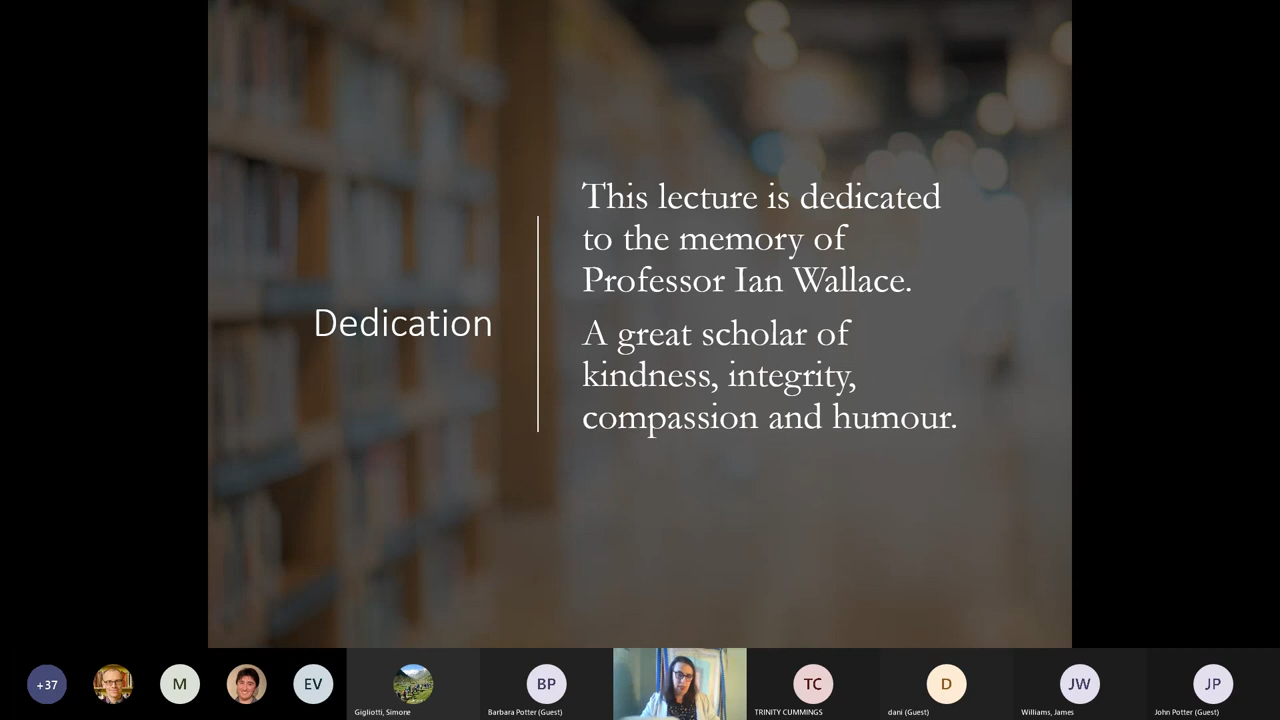 Dedication
This lecture is dedicated
to the memory of
Professor Ian Wallace.
A great scholar of
kindness, integrity,
compassion and humour.
+37
M
EV
Gigliotti, Simone
BP
Barbara Potter (Guest)
TC
TRINITY CUMMINGS
D
dani (Guest)
JW
Williams, James
JP
John Potter (Guest)